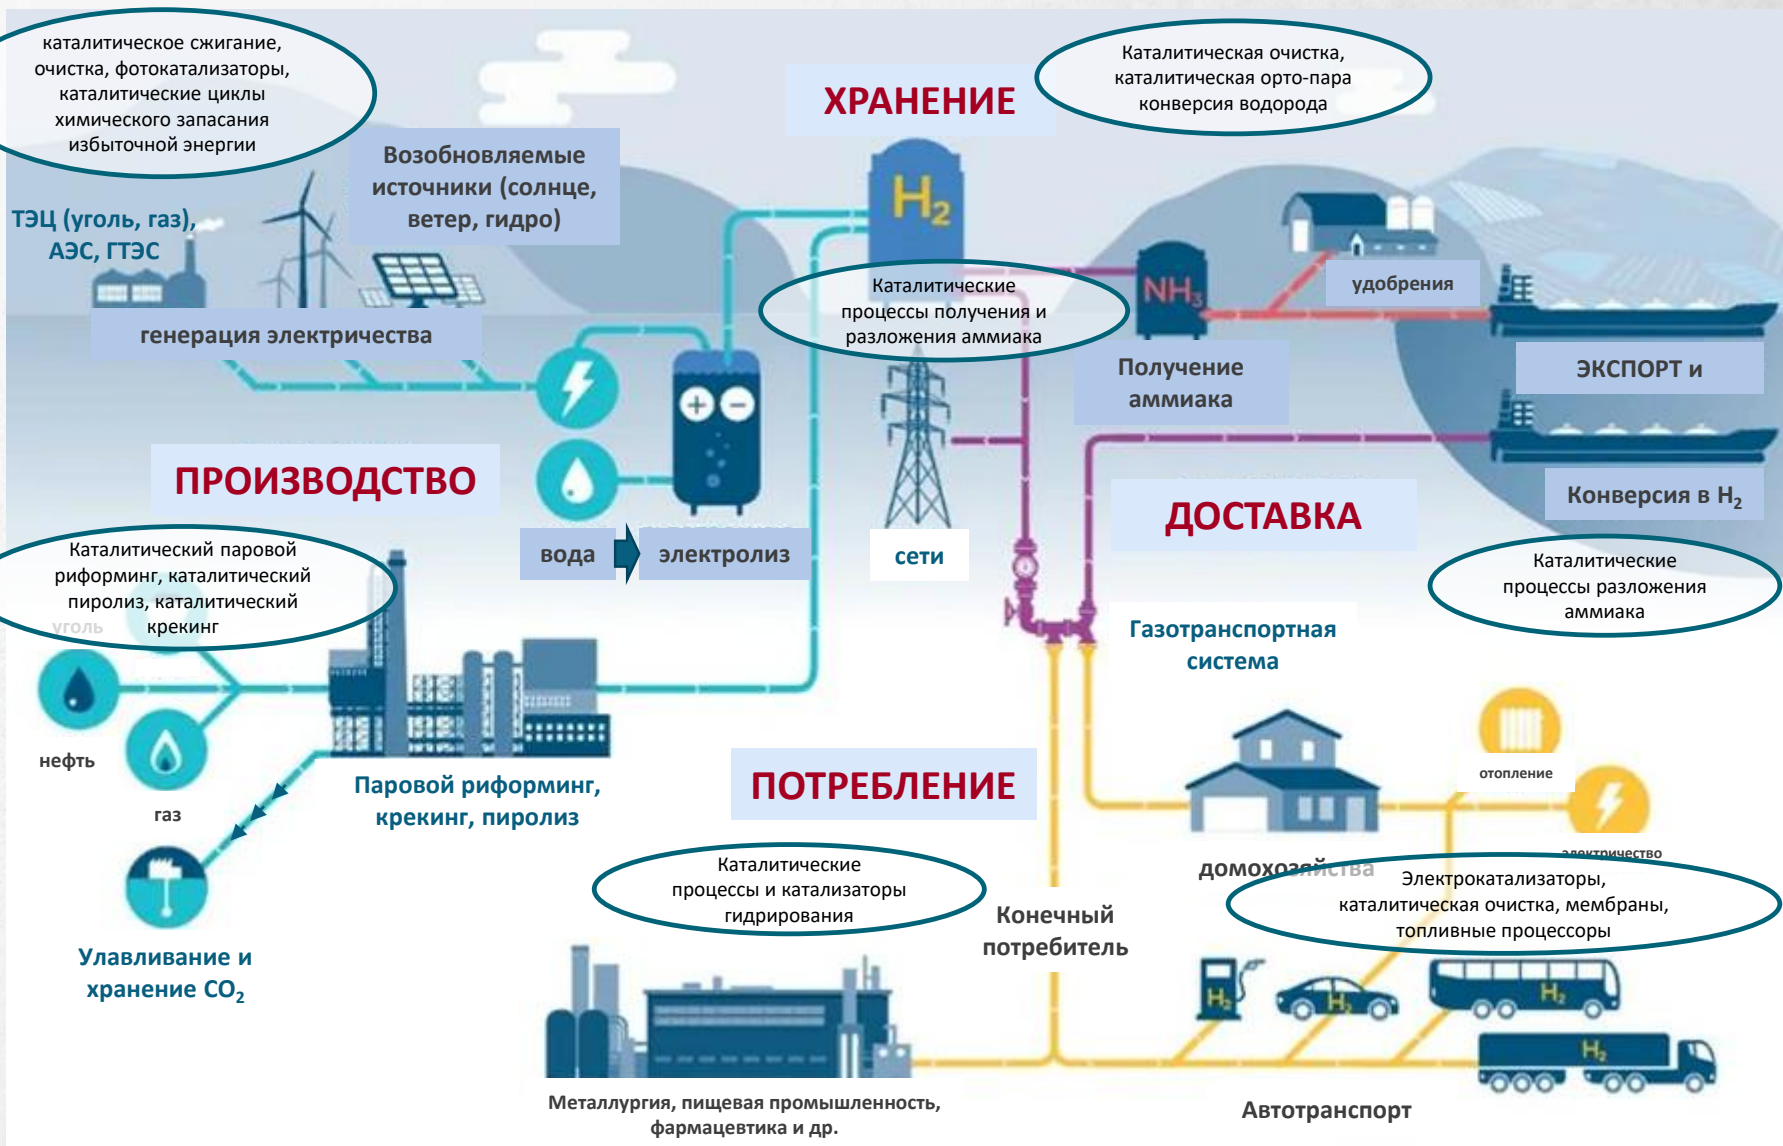 каталитическое сжигание,
очистка, фотокатализаторы,
каталитические циклы
химического запасания
избыточной энергии
ХРАНЕНИЕ
Каталитическая очистка,
каталитическая орто-пара
конверсия водорода
Возобновляемые
источники (солнце,
ветер, гидро)
ТЭЦ (уголь, газ),
АЭС, ГТЭС
генерация электричества
H₂
Каталитические
процессы получения и
разложения аммиака
NH₃
удобрения
Получение
аммиака
ЭКСПОРТ и
Конверсия в H₂
ПРОИЗВОДСТВО
ДОСТАВКА
вода
электролиз
сети
Каталитический паровой
риформинг, каталитический
пиролиз, каталитический
крекинг
уголь
Каталитические
процессы разложения
аммиака
Газотранспортная
система
нефть
газ
Паровой риформинг,
крекинг, пиролиз
ПОТРЕБЛЕНИЕ
отопление
электричество
домохозяйства
Каталитические
процессы и катализаторы
гидрирования
Электрокатализаторы,
каталитическая очистка, мембраны,
топливные процессоры
Конечный
потребитель
Улавливание и
хранение CO₂
H₂
H₂
H₂
H₂
Металлургия, пищевая промышленность,
фармацевтика и др.
Автотранспорт